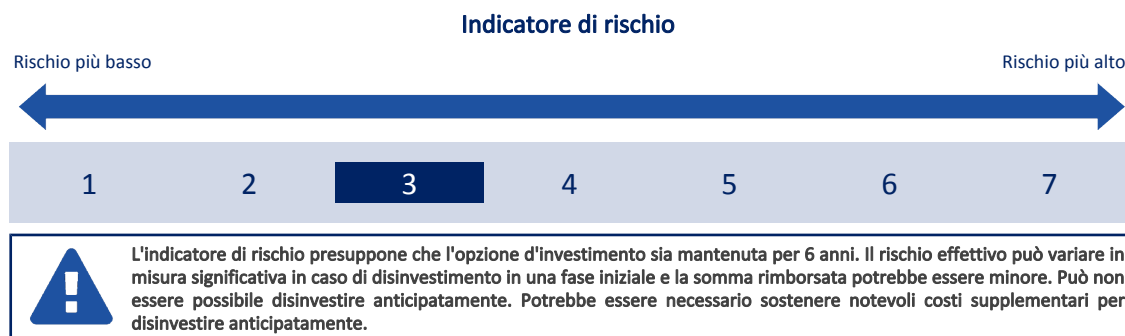 Indicatore di rischio
Rischio più basso
Rischio più alto
1 2 3 4 5 6 7
L'indicatore di rischio presuppone che l'opzione d'investimento sia mantenuta per 6 anni. Il rischio effettivo può variare in
misura significativa in caso di disinvestimento in una fase iniziale e la somma rimborsata potrebbe essere minore. Può non
essere possibile disinvestire anticipatamente. Potrebbe essere necessario sostenere notevoli costi supplementari per
disinvestire anticipatamente.